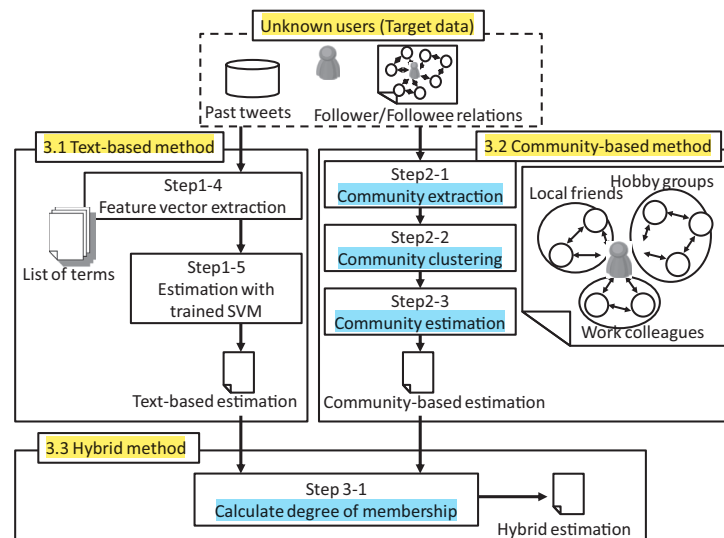 Unknown users (Target data)
Past tweets
Follower/Followee relations
3.1 Text-based method
Step1-4
Feature vector extraction
List of terms
Step1-5
Estimation with
trained SVM
Text-based estimation
3.2 Community-based method
Step2-1
Community extraction
Step2-2
Community clustering
Step2-3
Community estimation
Community-based estimation
Hobby groups
Local friends
Work colleagues
3.3 Hybrid method
Step 3-1
Calculate degree of membership
Hybrid estimation